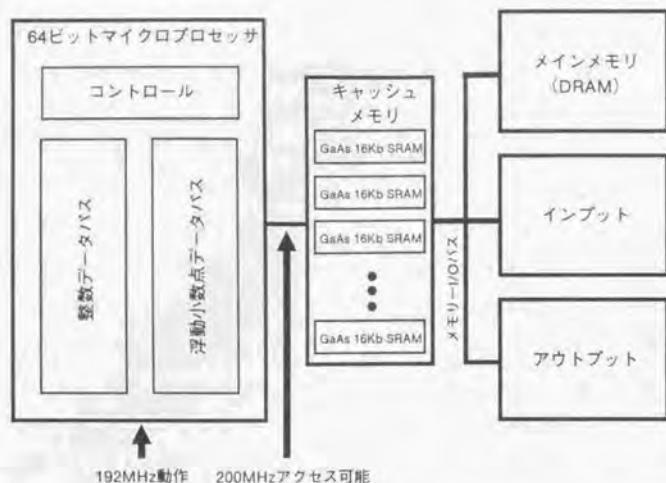 64ビットマイクロプロセッサ
コントロール
整数データパス
浮動小数点データパス
キャッシュ
メモリ
GaAs 16Kb SRAM
GaAs 16Kb SRAM
GaAs 16Kb SRAM
GaAs 16Kb SRAM
メモリーI/Oバス
メインメモリ
(DRAM)
インプット
アウトプット
192MHz動作
200MHzアクセス可能